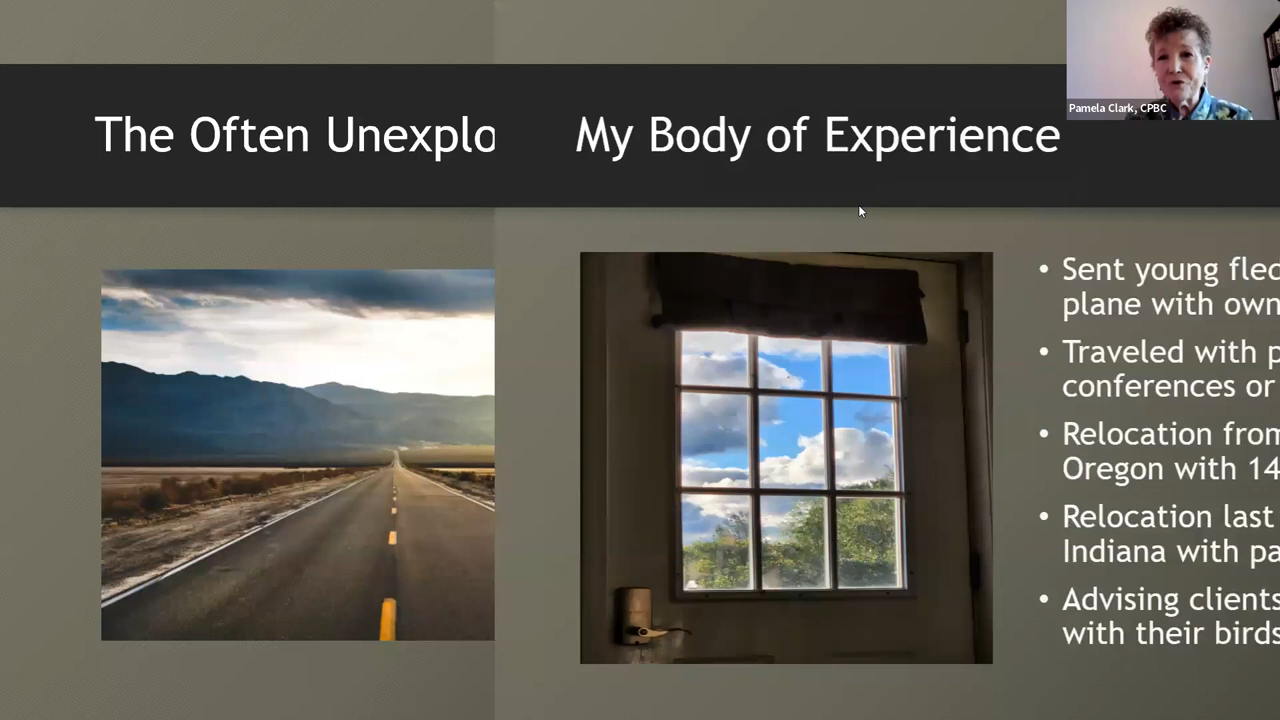 The Often Unexplo
My Body of Experience
Pamela Clark, CPBC
• Sent young fled
plane with own
• Traveled with p
conferences or
• Relocation from
Oregon with 14
• Relocation last
Indiana with pa
• Advising clients
with their birds